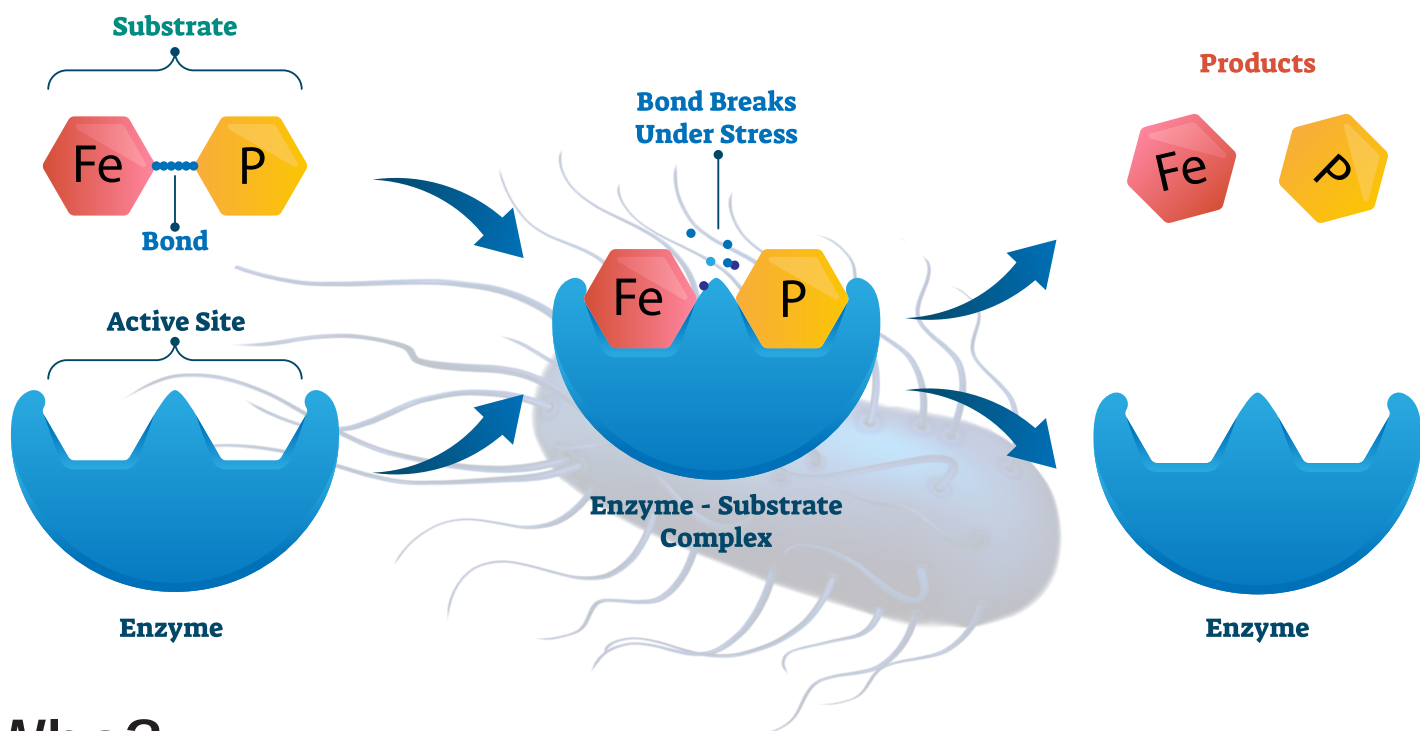 Substrate
Fe
P
Bond
Active Site
Enzyme
Bond Breaks
Under Stress
Fe
P
Enzyme - Substrate
Complex
Products
Fe
P
Enzyme